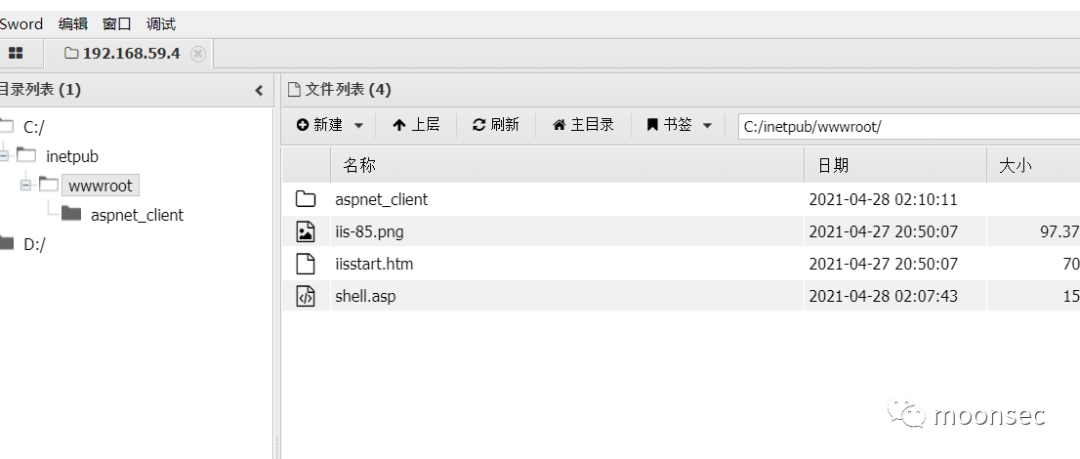 Sword 编辑 窗口 调试
192.168.59.4
目录列表 (1)
文件列表 (4)
新建 上层 刷新 主目录 书签 C:/inetpub/wwwroot/
名称 日期 大小
C:/
inetpub
wwwroot
aspnet_client
D:/
aspnet_client 2021-04-28 02:10:11
iis-85.png 2021-04-27 20:50:07 97.37
iisstart.htm 2021-04-27 20:50:07 70
shell.asp 2021-04-28 02:07:43 15
moonsec